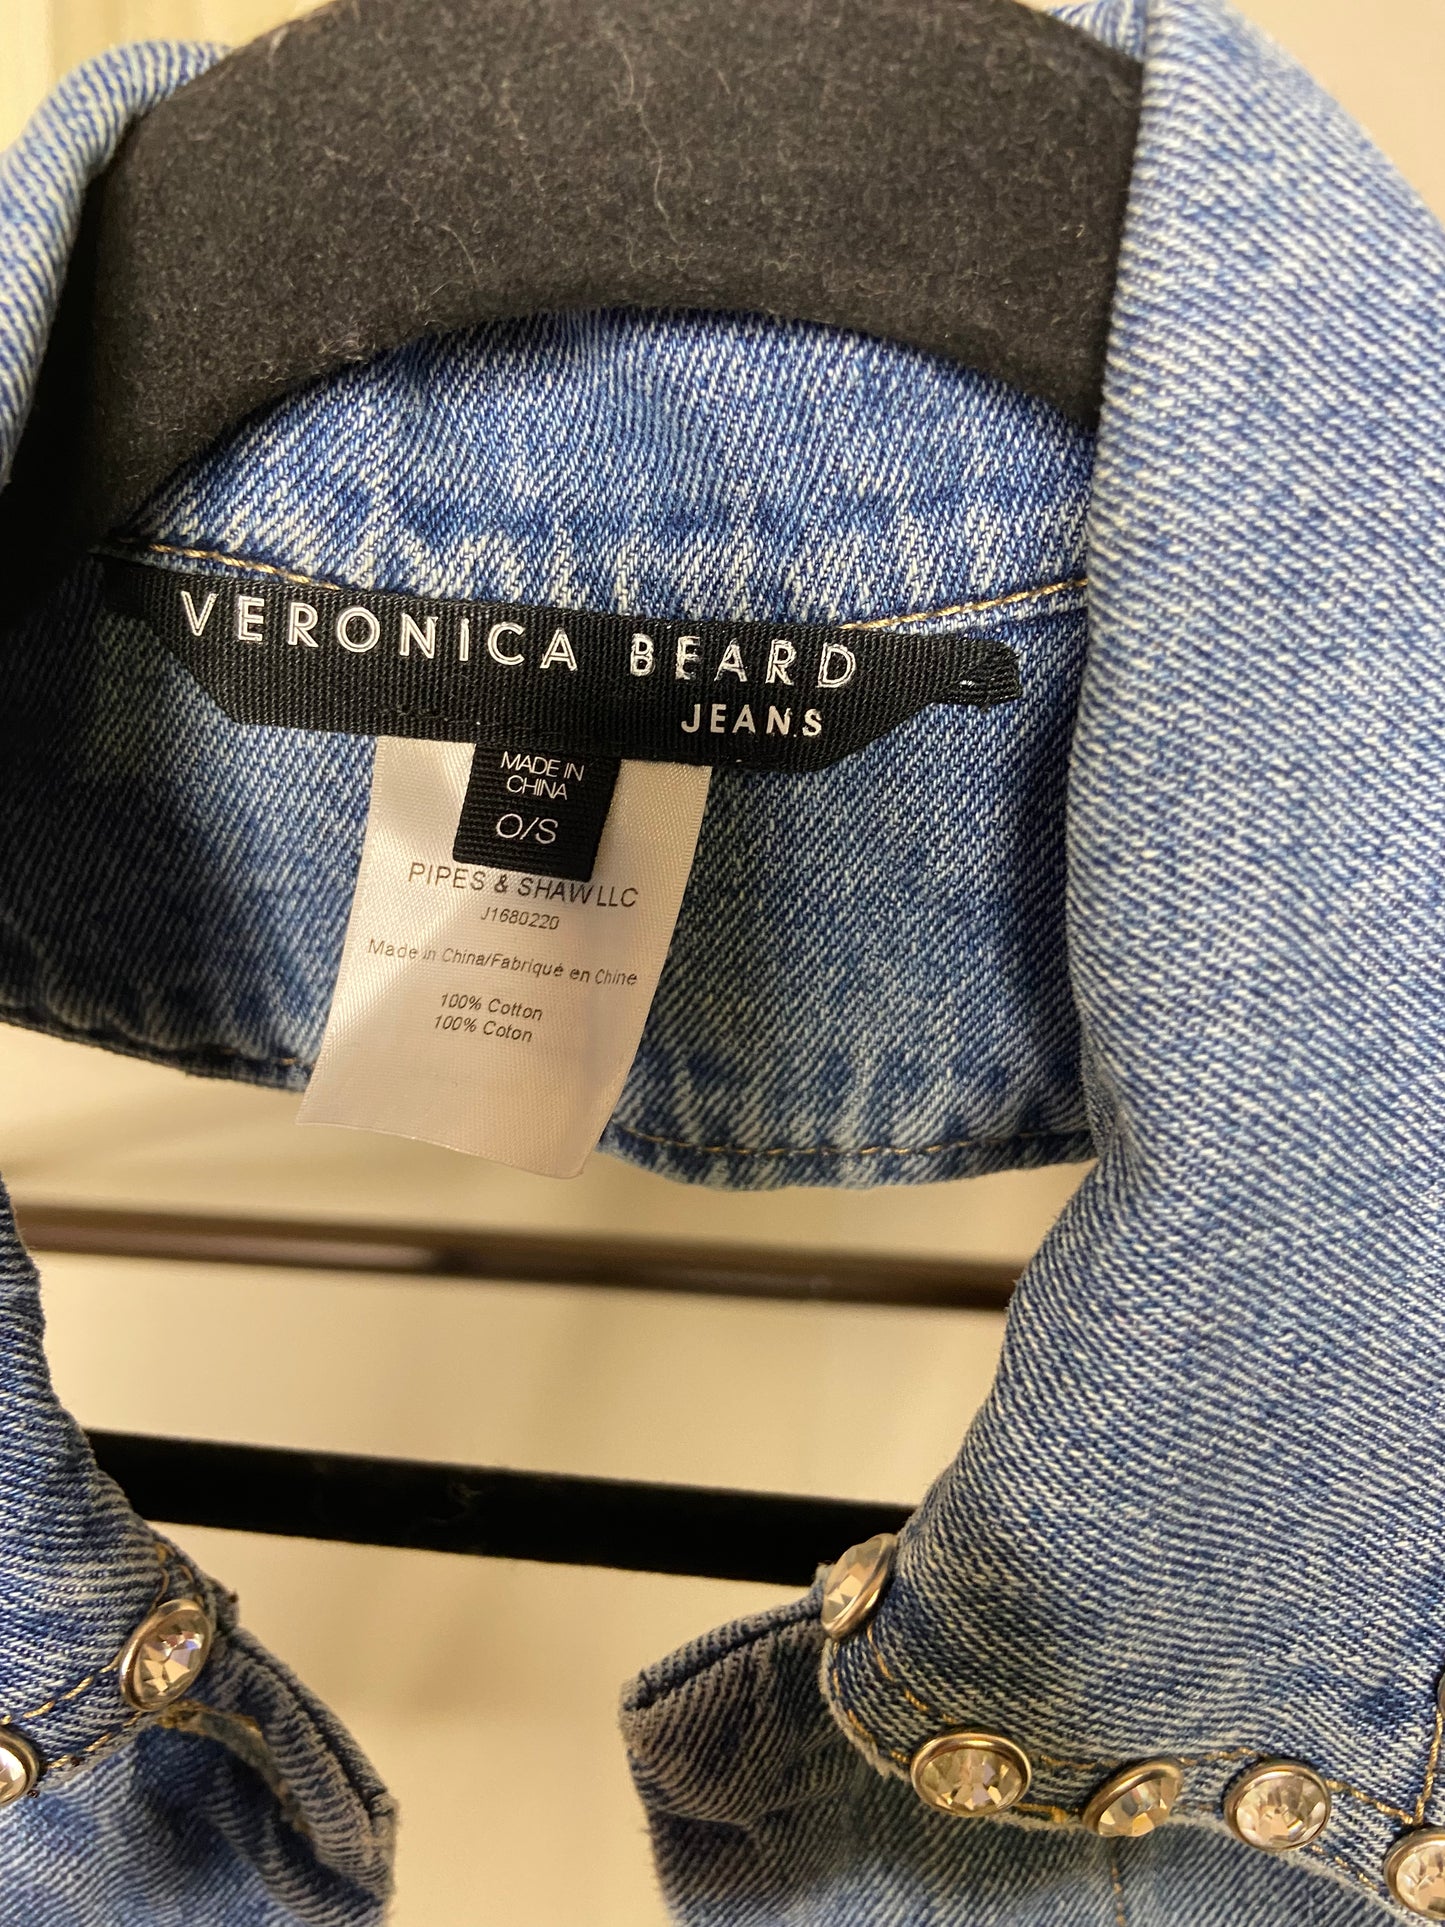 VERONICA BEARD
JEANS
MADE IN
CHINA
O/S
PIPES & SHAW LLC
J1680220
Made in China/Fabriqué en Chine
100% Cotton
100% Coton